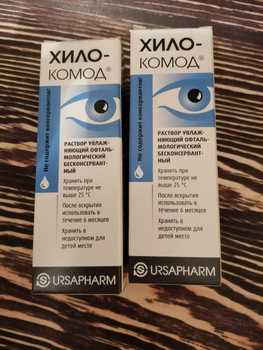 ХИЛО-
КОМОД®
Не содержит консервантов!
РАСТВОР УВЛАЖ-
НЯЮЩИЙ ОФТАЛЬ-
МОЛОГИЧЕСКИЙ
БЕСКОНСЕРВАНТ-
НЫЙ
Хранить при
температуре не
выше 25 °C
После вскрытия
использовать в
течение 6 месяцев
Хранить в
недоступном для
детей месте
URSAPHARM
ХИЛО-
КОМОД®
Не содержит консервантов!
РАСТВОР УВЛАЖ-
НЯЮЩИЙ ОФТАЛЬ-
МОЛОГИЧЕСКИЙ
БЕСКОНСЕРВАНТ-
НЫЙ
Хранить при
температуре не
выше 25 °C
После вскрытия
использовать в
течение 6 месяцев
Хранить в
недоступном для
детей месте
URSAPHARM